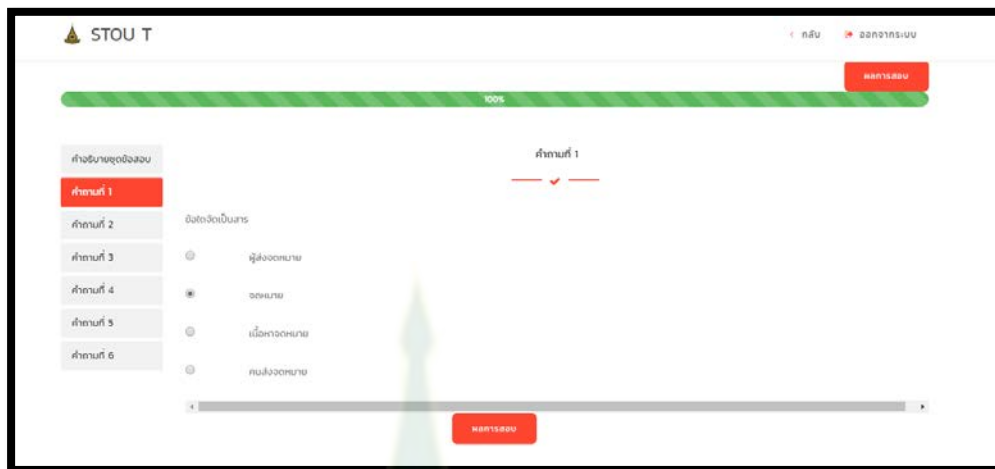 STOU T
กลับ ออกจากระบบ
ผลการสอบ
100%
คำอธิบายชุดข้อสอบ
คำถามที่ 1
คำถามที่ 2
คำถามที่ 3
คำถามที่ 4
คำถามที่ 5
คำถามที่ 6
คำถามที่ 1
ข้อใดจัดเป็นสาร
ผู้ส่งจดหมาย
จดหมาย
เนื้อหาจดหมาย
คนส่งจดหมาย
ผลการสอบ